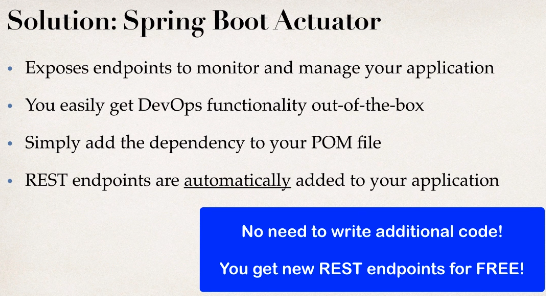 Solution: Spring Boot Actuator
• Exposes endpoints to monitor and manage your application
• You easily get DevOps functionality out-of-the-box
• Simply add the dependency to your POM file
• REST endpoints are automatically added to your application
No need to write additional code!
You get new REST endpoints for FREE!